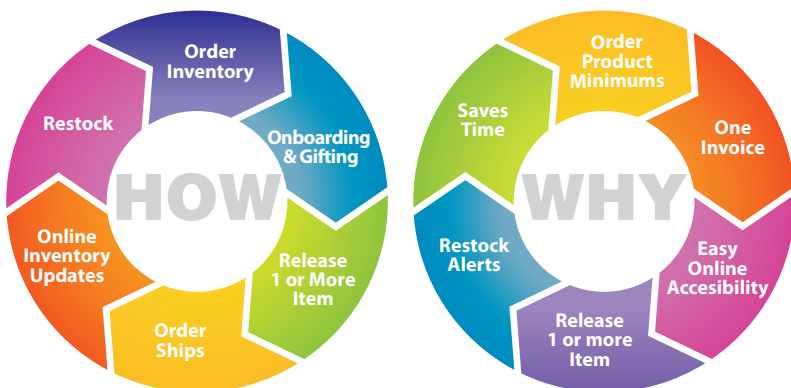 HOW
Order
Inventory
Onboarding
& Gifting
Release
1 or More
Item
Order
Ships
Online
Inventory
Updates
Restock
WHY
Order
Product
Minimums
One
Invoice
Easy
Online
Accesibility
Release
1 or more
Item
Restock
Alerts
Saves
Time